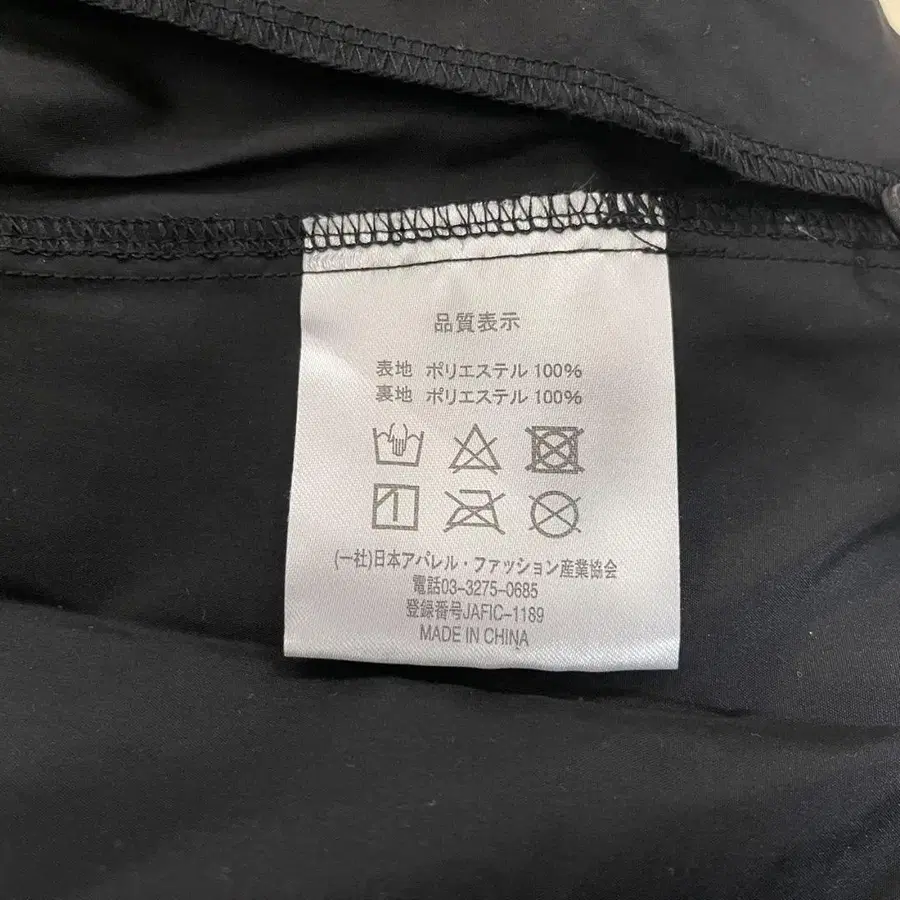 品質表示
表地 ポリエステル 100%
裏地 ポリエステル 100%
(一社)日本アパレル・ファッション産業協会
電話03-3275-0685
登録番号JAFIC-1189
MADE IN CHINA